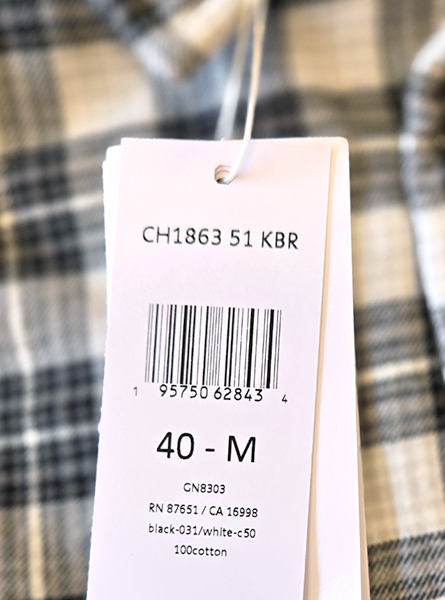 CH1863 51 KBR
1 95750 62843 4
40 - M
GN8303
RN 87651 / CA 16998
black-031/white-c50
100cotton